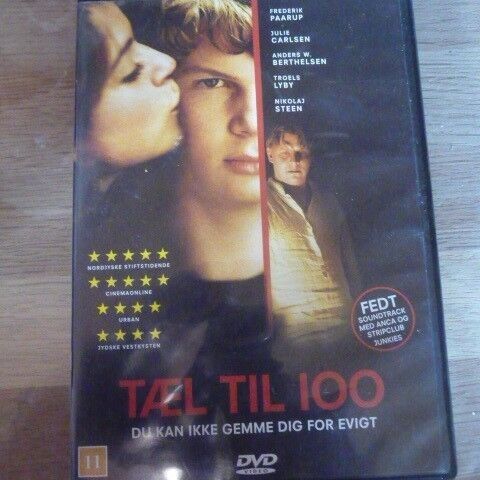 FREDERIK
PAARUP
JULIE
CARLSEN
ANDERS W.
BERTHELSEN
TROELS
LYBY
NIKOLAJ
STEEN
NORDJYSKE STIFTSTIDENDE
CINEMAONLINE
URBAN
JYDSKE VESTKYSTEN
FEDT
SOUNDTRACK
MED ANCA OG
STRIPCLUB
JUNKIES
TÆL TIL 100
DU KAN IKKE GEMME DIG FOR EVIGT
11
DVD
VIDEO